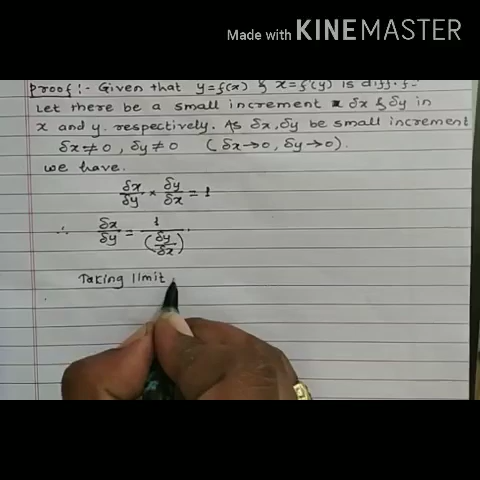 Made with KINEMASTER
Proof :- Given that y=f(x) & x=f⁻¹(y) is diff. f
Let there be a small increment δx & δy in
x and y respectively. As δx, δy be small increment
δx≠0 , δy≠0 (δx→0, δy→0).
we have.
δx/δy × δy/δx = 1
∴ δx/δy = 1/(δy/δx)
Taking limit